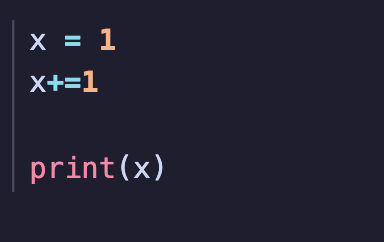 x = 1
x+=1

print(x)